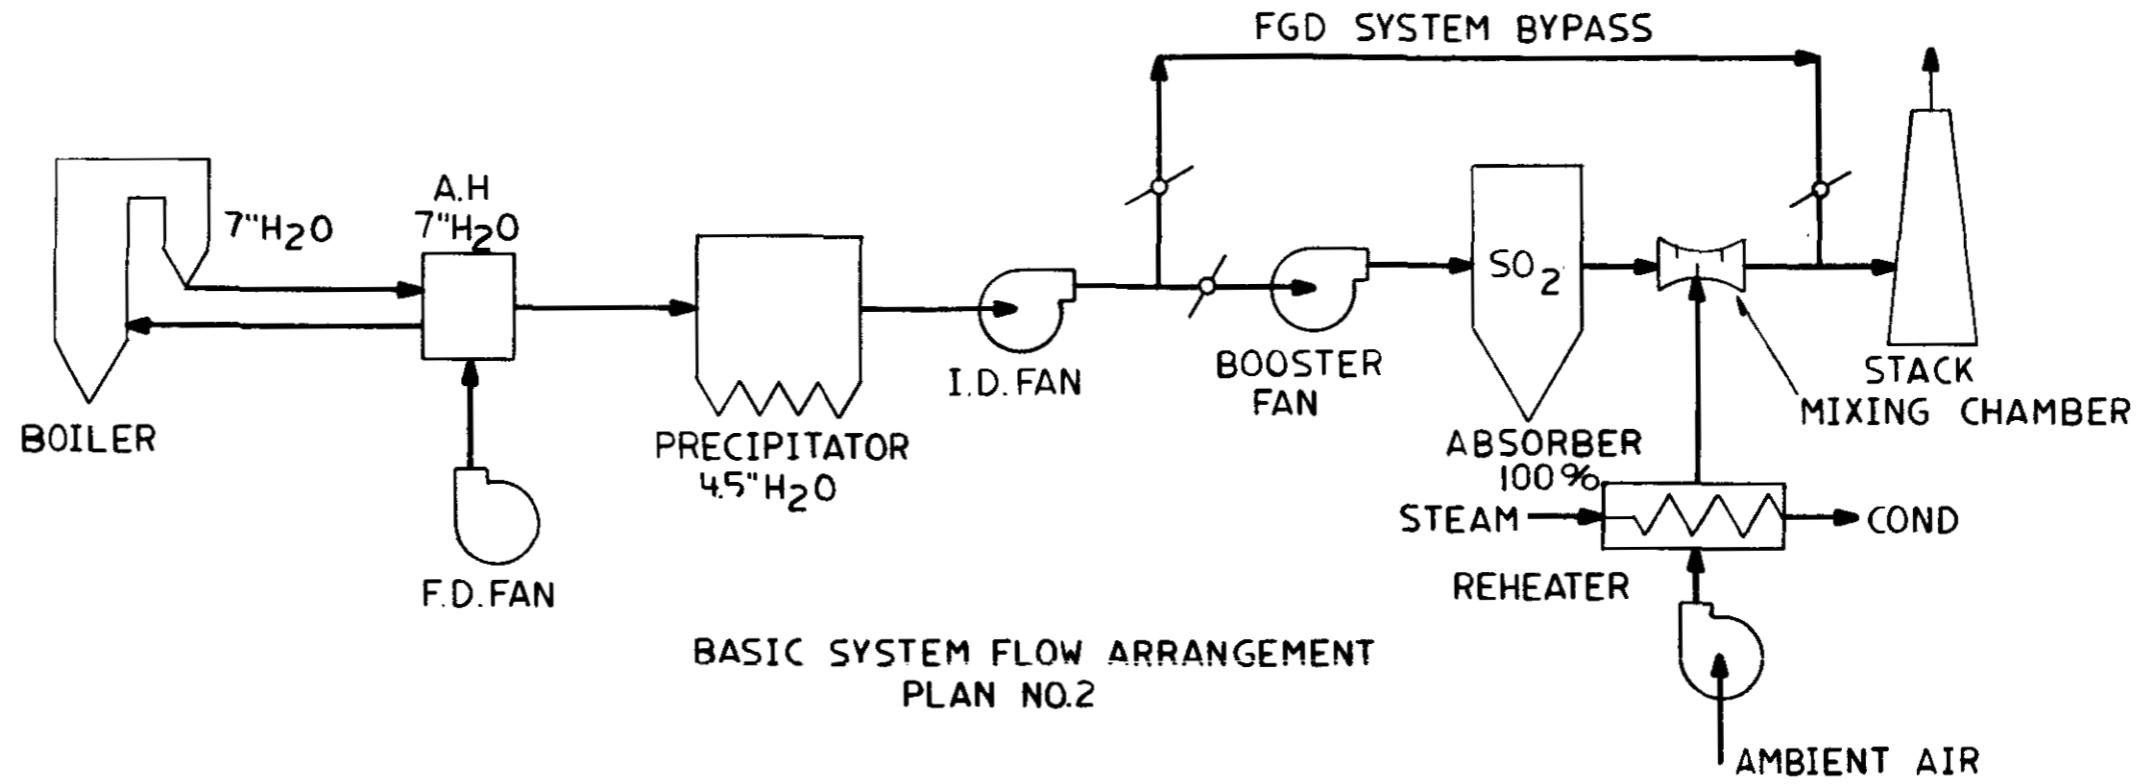 FGD SYSTEM BYPASS
A.H
7"H2O
7"H2O
SO2
BOILER
F.D. FAN
PRECIPITATOR
4.5"H2O
I.D. FAN
BOOSTER
FAN
ABSORBER
100%
STACK
MIXING CHAMBER
STEAM
COND
REHEATER
AMBIENT AIR
BASIC SYSTEM FLOW ARRANGEMENT
PLAN NO.2